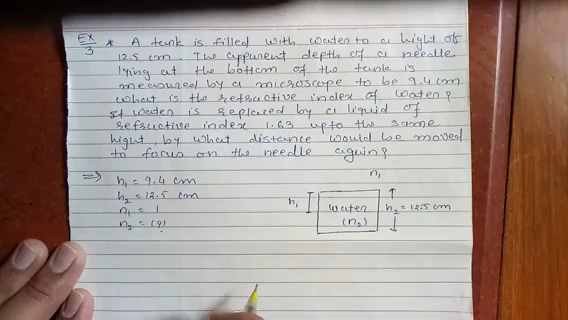 Ex
3 * A tank is filled with water to a hight of
12.5 cm. The apparent depth of a needle
lying at the bottom of the tank is
measured by a microscope to be 9.4 cm
what is the refractive index of water?
If water is replaced by a liquid of
refractive index 1.63 upto the same
hight, by what distance would be moved
to focus on the needle again?
⇒ h₁ = 9.4 cm
h₂ = 12.5 cm
n₁ = 1
n₂ = (?)
n₁
h₁
water
(n₂)
h₂ = 12.5 cm